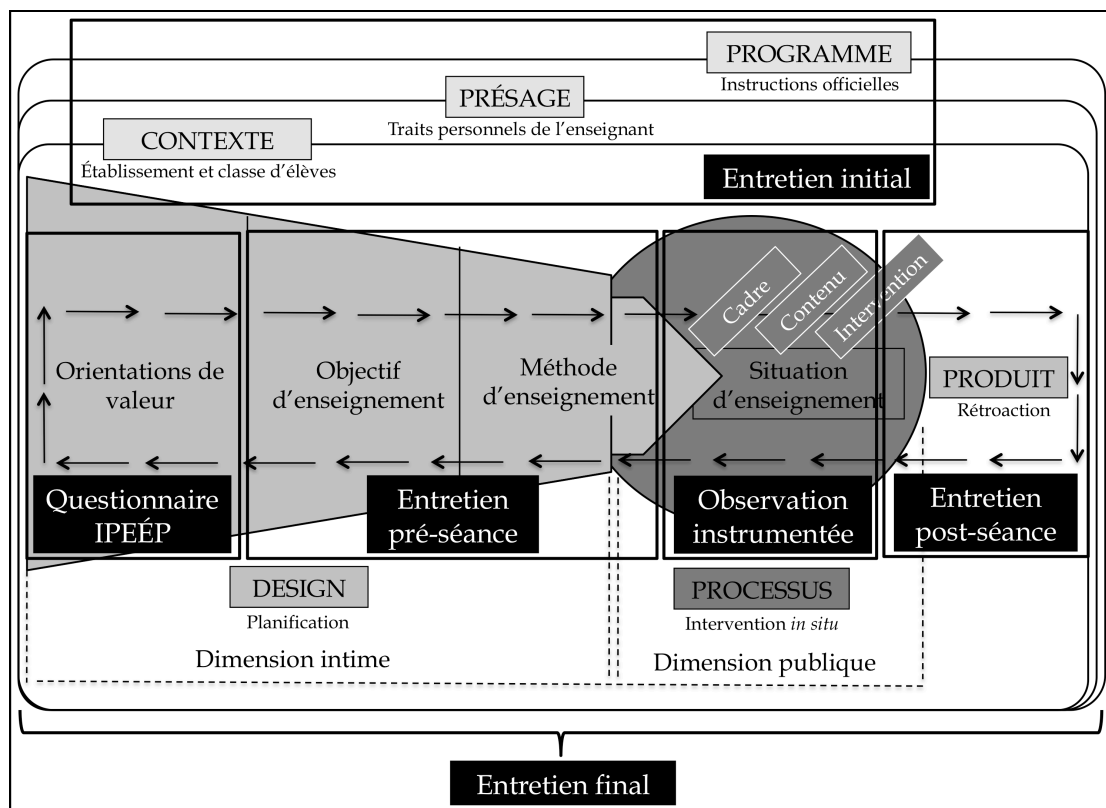 PROGRAMME
Instructions officielles
PRÉSAGE
Traits personnels de l'enseignant
CONTEXTE
Établissement et classe d'élèves
Entretien initial
Cadre
Contenu
Intervention
Orientations de
valeur
Objectif
d'enseignement
Méthode
d'enseignement
Situation
d'enseignement
PRODUIT
Rétroaction
Questionnaire
IPEÉP
Entretien
pré-séance
Observation
instrumentée
Entretien
post-séance
DESIGN
Planification
PROCESSUS
Intervention in situ
Dimension intime
Dimension publique
Entretien final